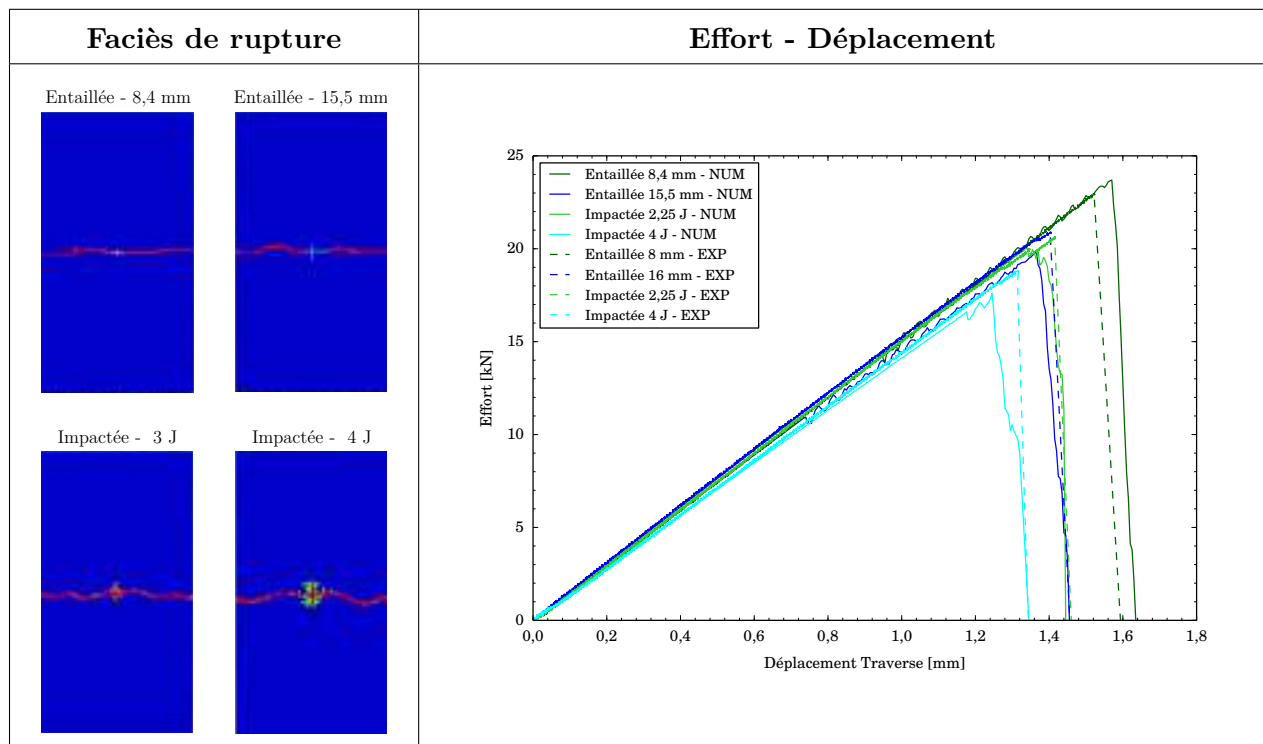 Faciès de rupture
Effort - Déplacement
Entaillée - 8,4 mm
Entaillée - 15,5 mm
Impactée - 3 J
Impactée - 4 J
25
20
15
10
5
0
Effort [kN]
Entaillée 8,4 mm - NUM
Entaillée 15,5 mm - NUM
Impactée 2,25 J - NUM
Impactée 4 J - NUM
Entaillée 8 mm - EXP
Entaillée 16 mm - EXP
Impactée 2,25 J - EXP
Impactée 4 J - EXP
0,0 0,2 0,4 0,6 0,8 1,0 1,2 1,4 1,6 1,8
Déplacement Traverse [mm]